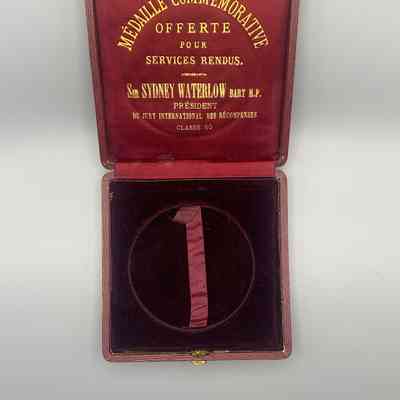 MÉDAILLE COMMÉMORATIVE
OFFERTE
POUR
SERVICES RENDUS.
SIR SYDNEY WATERLOW BART M.P.
PRÉSIDENT
DU JURY INTERNATIONAL DES RÉCOMPENSES
CLASSE 60